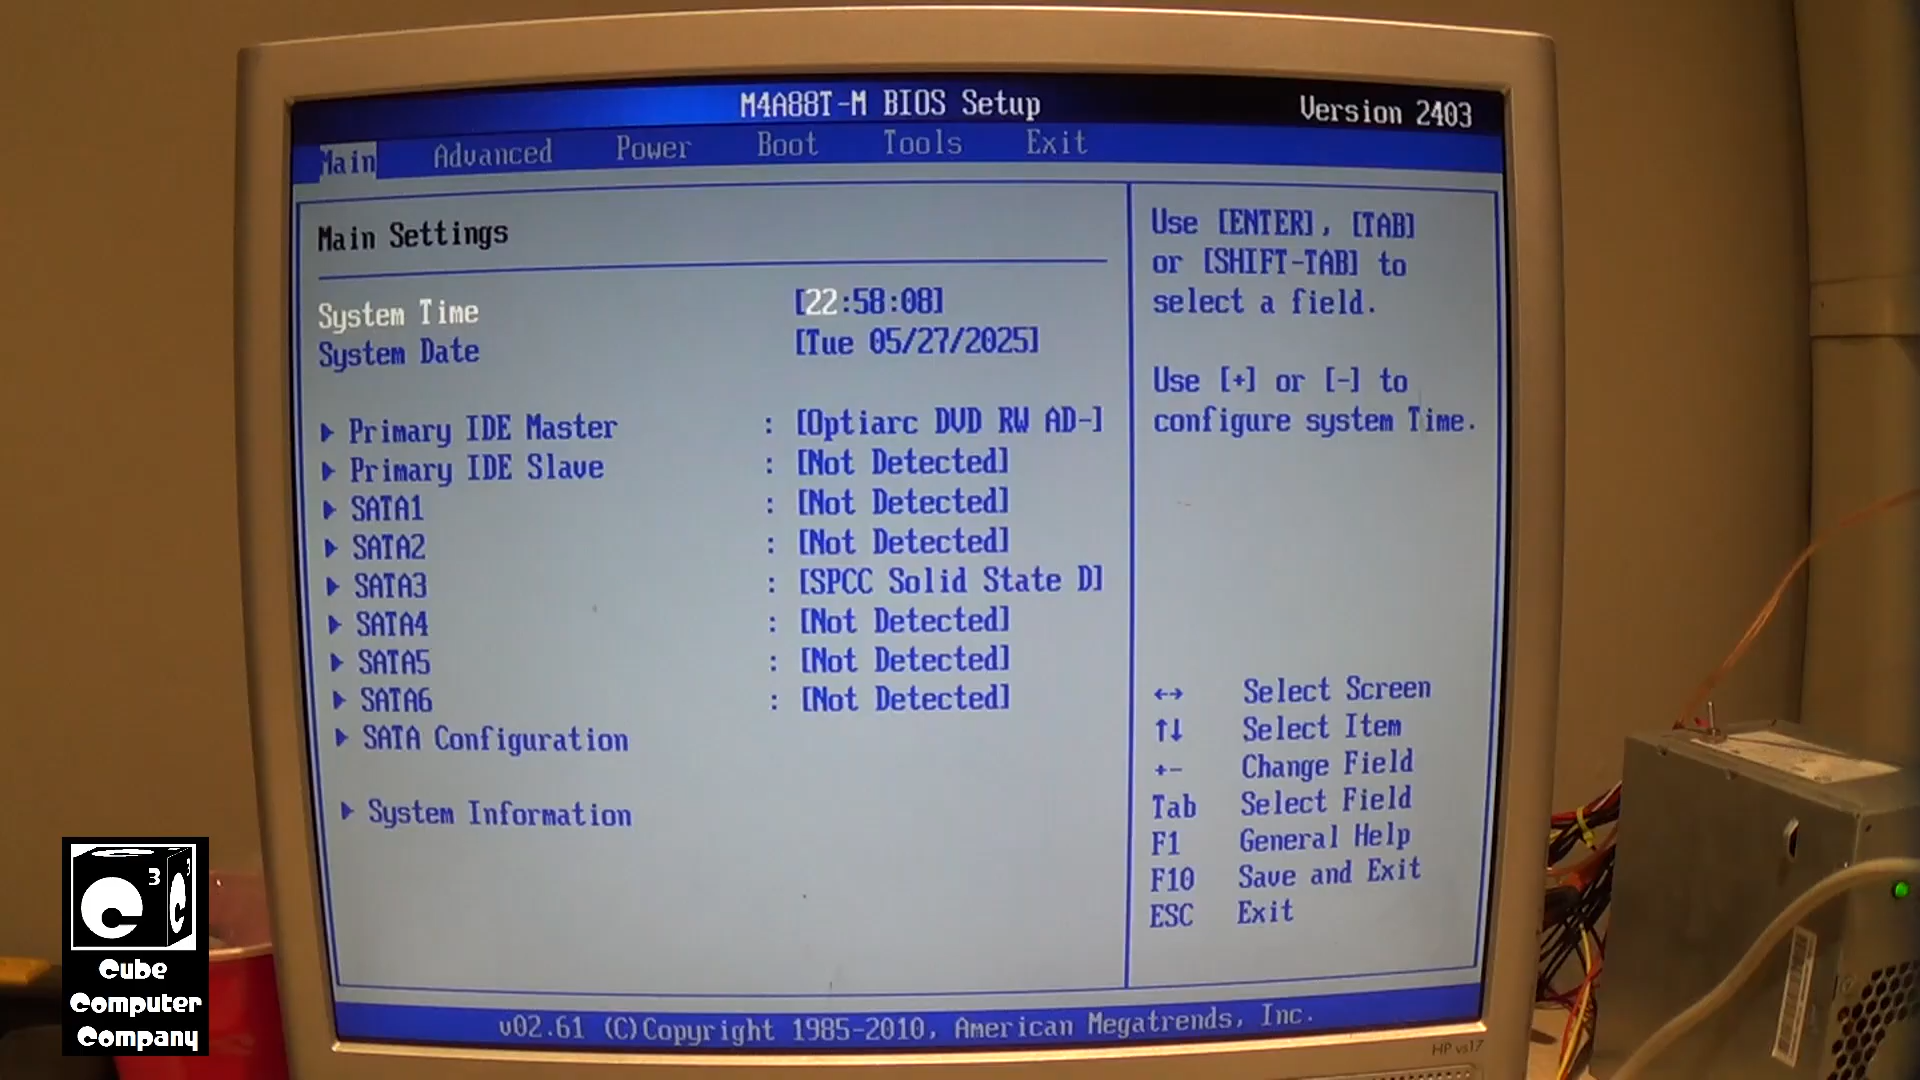 M4A88T-M BIOS Setup Version 2403
Main Advanced Power Boot Tools Exit
Main Settings
System Time [22:58:08]
System Date [Tue 05/27/2025]
Primary IDE Master : [Optiarc DVD RW AD-]
Primary IDE Slave : [Not Detected]
SATA1 : [Not Detected]
SATA2 : [Not Detected]
SATA3 : [SPCC Solid State D]
SATA4 : [Not Detected]
SATA5 : [Not Detected]
SATA6 : [Not Detected]
SATA Configuration
System Information
Use [ENTER], [TAB]
or [SHIFT-TAB] to
select a field.
Use [+] or [-] to
configure system Time.
↔ Select Screen
↑↓ Select Item
+- Change Field
Tab Select Field
F1 General Help
F10 Save and Exit
ESC Exit
v02.61 (C)Copyright 1985-2010, American Megatrends, Inc.
HP vs17
C3 C3
Cube
Computer
Company